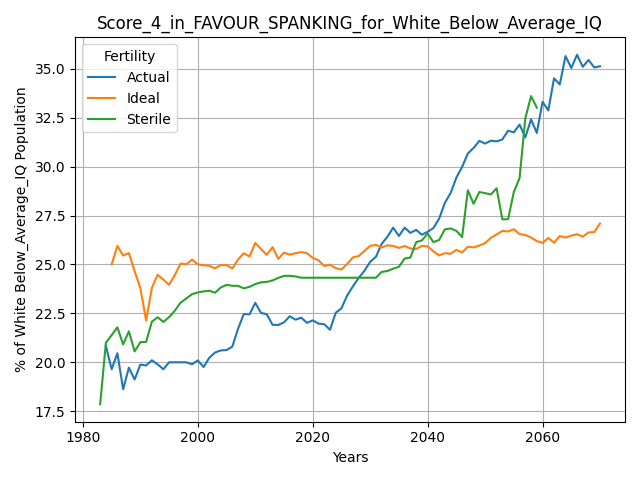 Score_4_in_FAVOUR_SPANKING_for_White_Below_Average_IQ
% of White Below_Average_IQ Population
35.0
32.5
30.0
27.5
25.0
22.5
20.0
17.5
Fertility
Actual
Ideal
Sterile
1980 2000 2020 2040 2060
Years